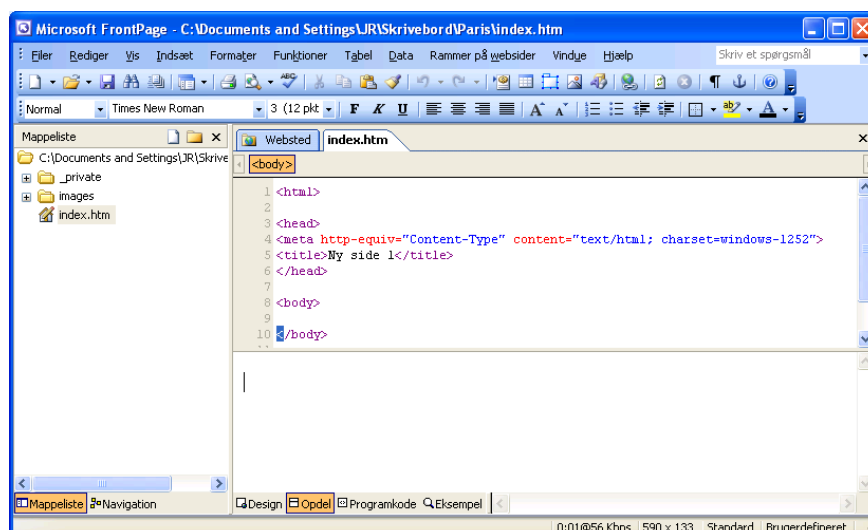 Microsoft FrontPage - C:\Documents and Settings\JR\Skrivebord\Paris\index.htm
Filer Rediger Vis Indsæt Formater Funktioner Tabel Data Rammer på websider Vindue Hjælp Skriv et spørgsmål
Normal Times New Roman 3 (12 pkt F K U A A ab A
Mappeliste Websted index.htm
C:\Documents and Settings\JR\Skrive <body>
_private
images
index.htm
1 <html>
2
3 <head>
4 <meta http-equiv="Content-Type" content="text/html; charset=windows-1252">
5 <title>Ny side 1</title>
6 </head>
7
8 <body>
9
10 </body>
Mappeliste Navigation Design Opdel Programkode Eksempel
0:01@56 Kbps 590 x 133 Standard Brugerdefineret